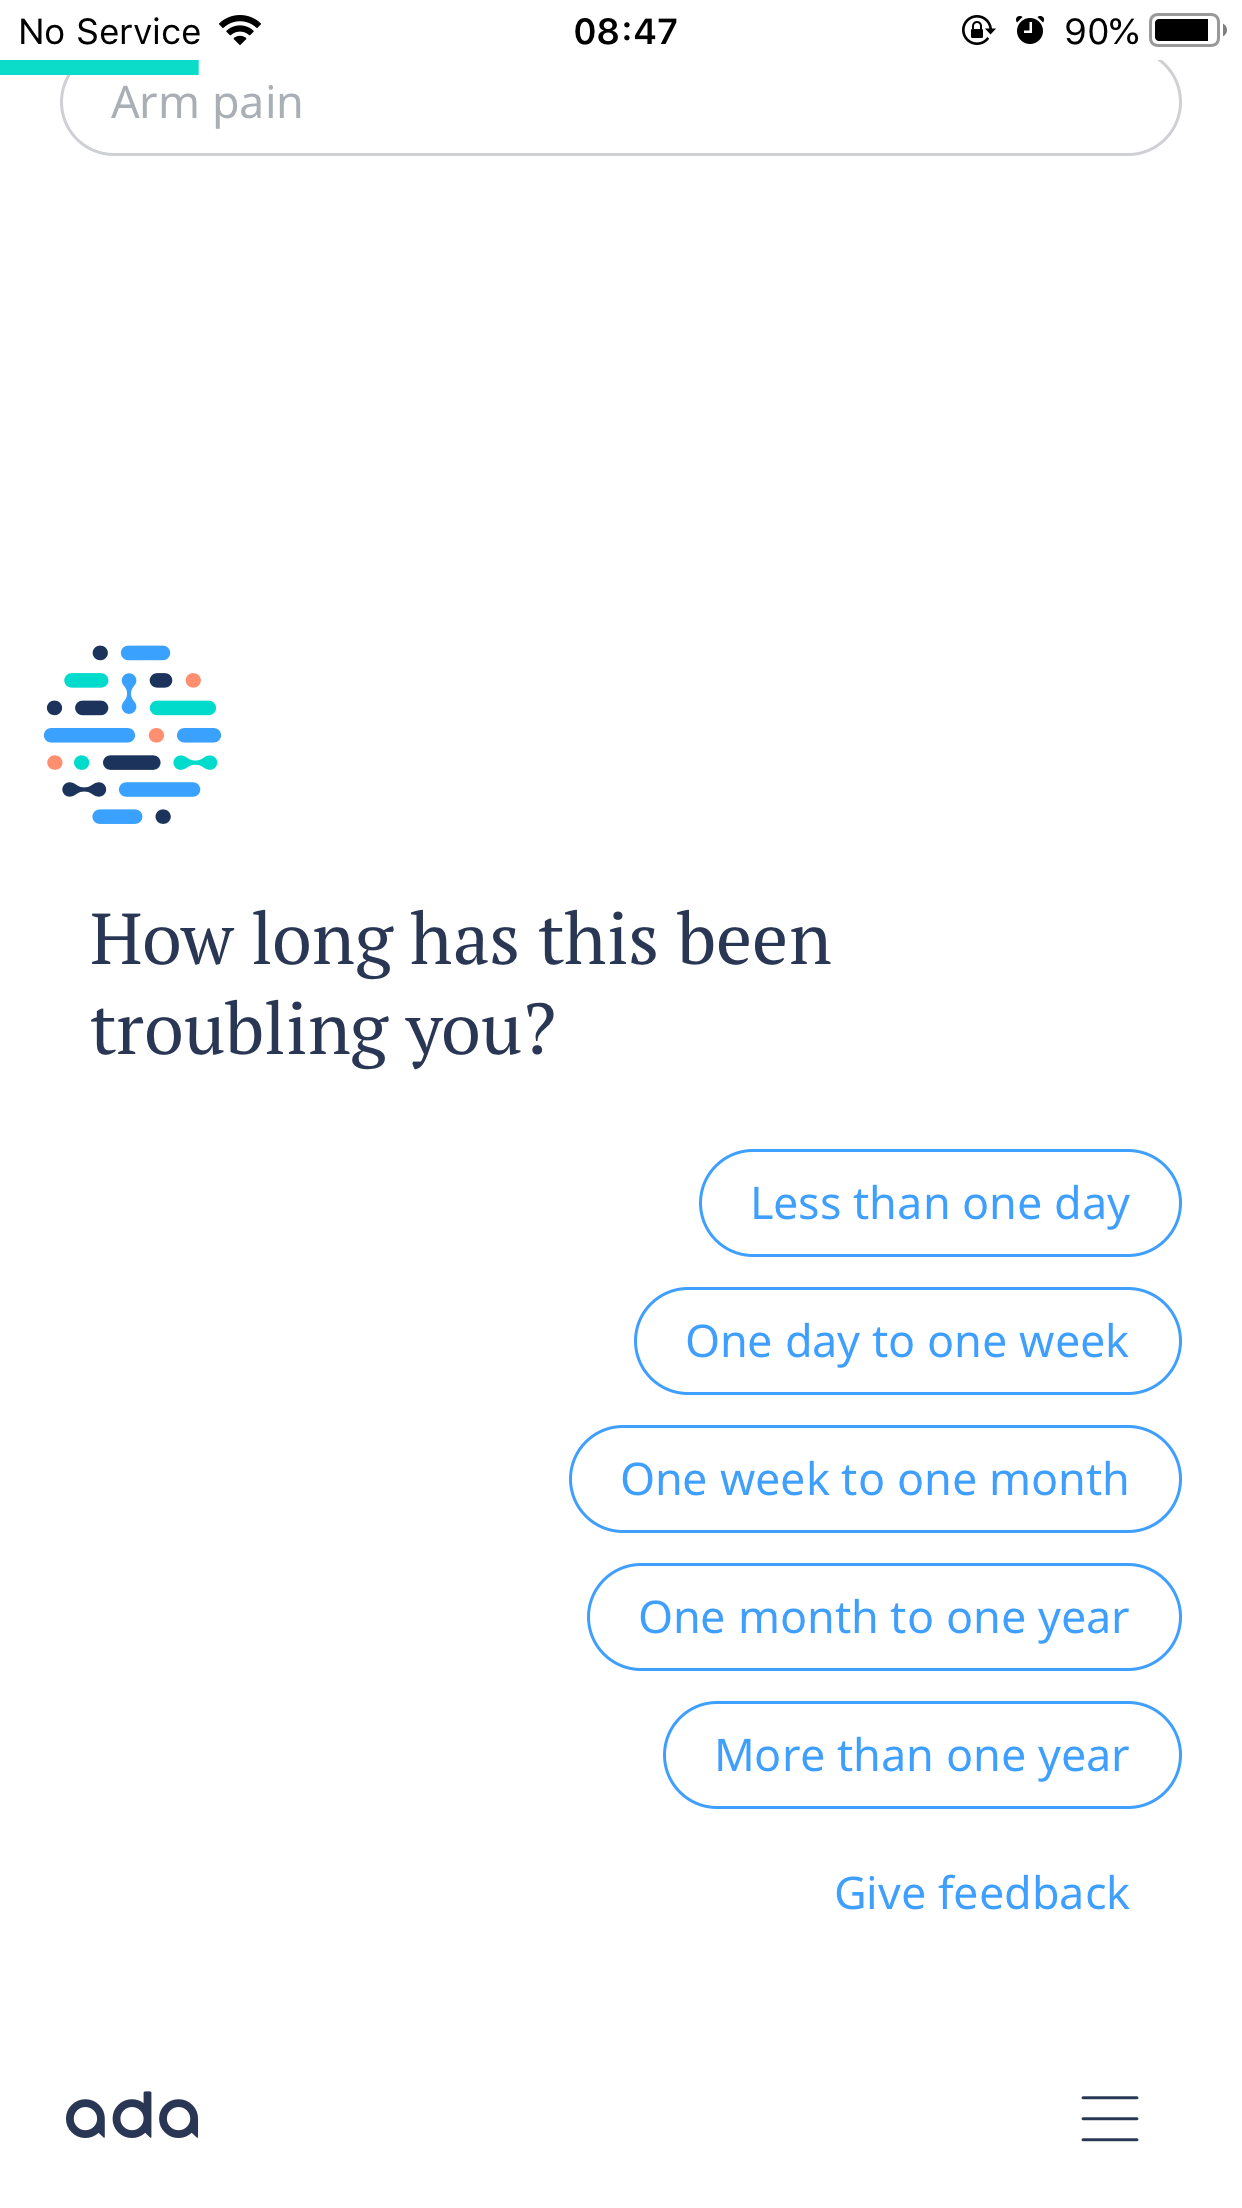 No Service 08:47 90%
Arm pain
How long has this been
troubling you?
Less than one day
One day to one week
One week to one month
One month to one year
More than one year
Give feedback
ada